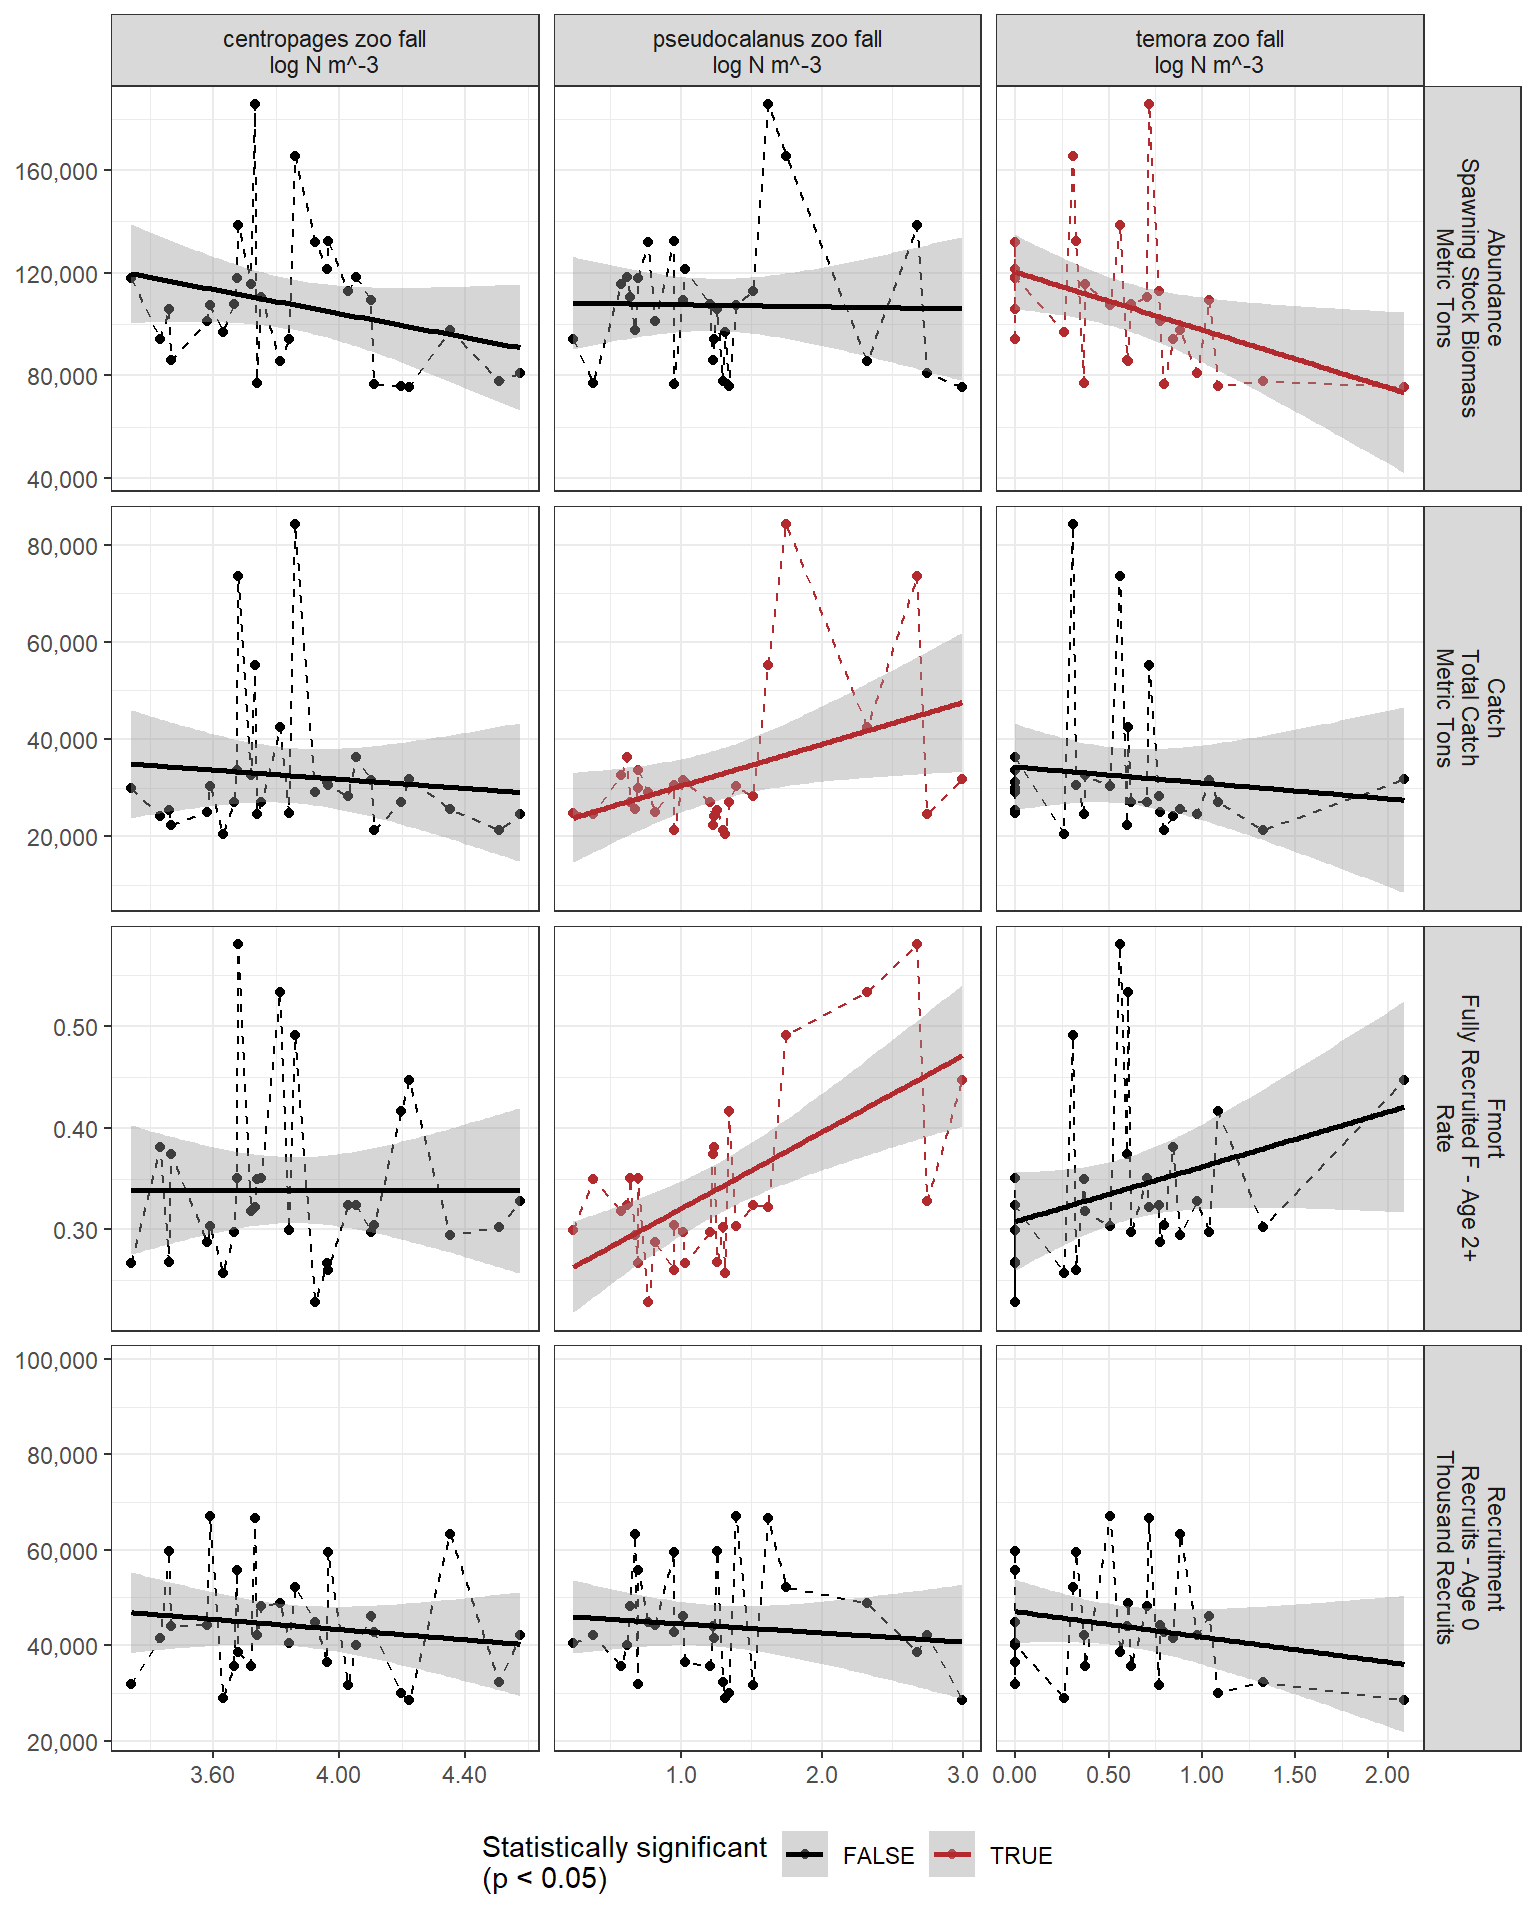 centropages zoo fall
log N m^-3
pseudocalanus zoo fall
log N m^-3
temora zoo fall
log N m^-3
160,000
120,000
80,000
40,000
Abundance
Spawning Stock Biomass
Metric Tons
80,000
60,000
40,000
20,000
Catch
Total Catch
Metric Tons
0.50
0.40
0.30
Fmort
Fully Recruited F - Age 2+
Rate
100,000
80,000
60,000
40,000
20,000
Recruitment
Recruits - Age 0
Thousand Recruits
3.60 4.00 4.40
1.0 2.0 3.0
0.00 0.50 1.00 1.50 2.00
Statistically significant
(p < 0.05)
FALSE
TRUE